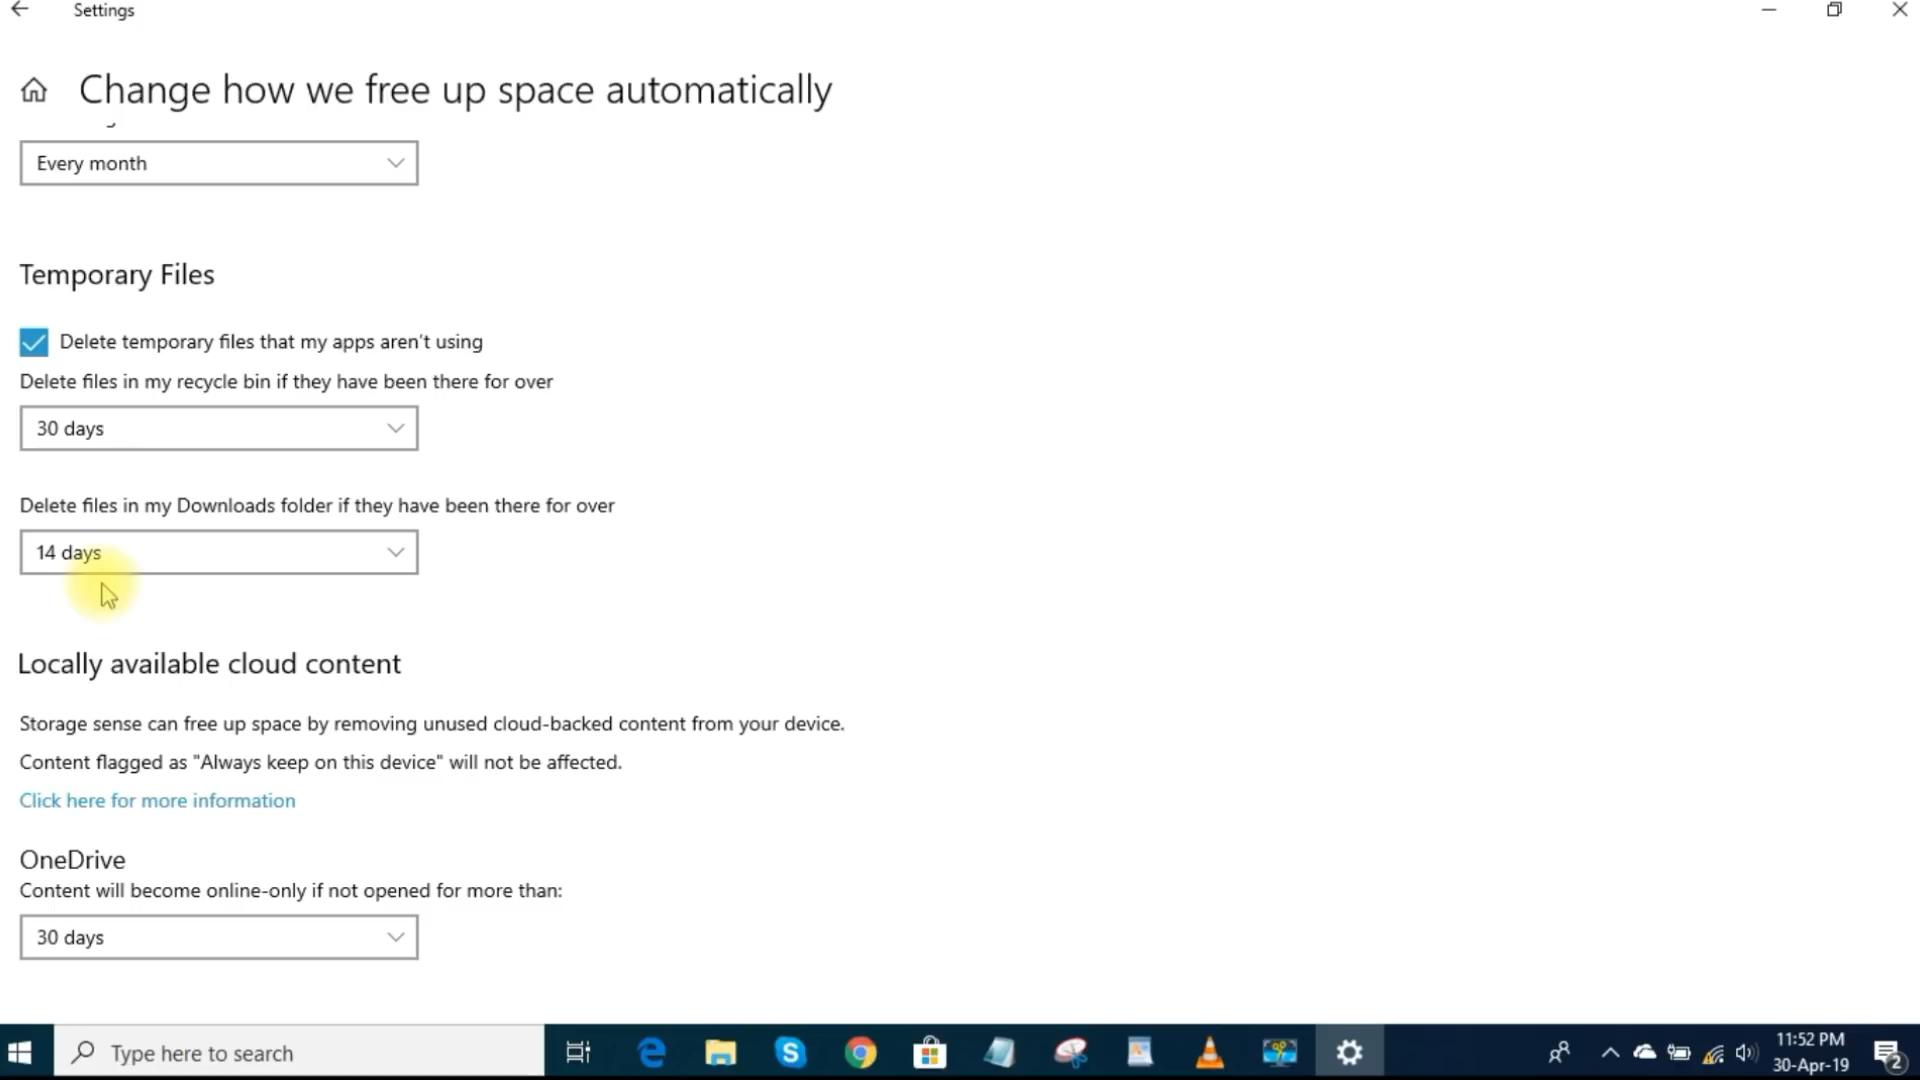 Settings
Change how we free up space automatically
Every month
Temporary Files
Delete temporary files that my apps aren't using
Delete files in my recycle bin if they have been there for over
30 days
Delete files in my Downloads folder if they have been there for over
14 days
Locally available cloud content
Storage sense can free up space by removing unused cloud-backed content from your device.
Content flagged as "Always keep on this device" will not be affected.
Click here for more information
OneDrive
Content will become online-only if not opened for more than:
30 days
Type here to search
11:52 PM
30-Apr-19
2